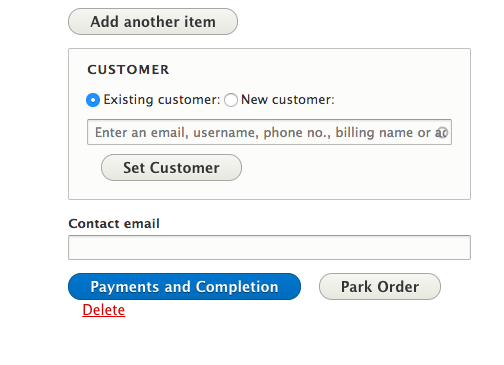 Add another item
CUSTOMER
Existing customer: New customer:
Enter an email, username, phone no., billing name or
Set Customer
Contact email
Payments and Completion Park Order
Delete